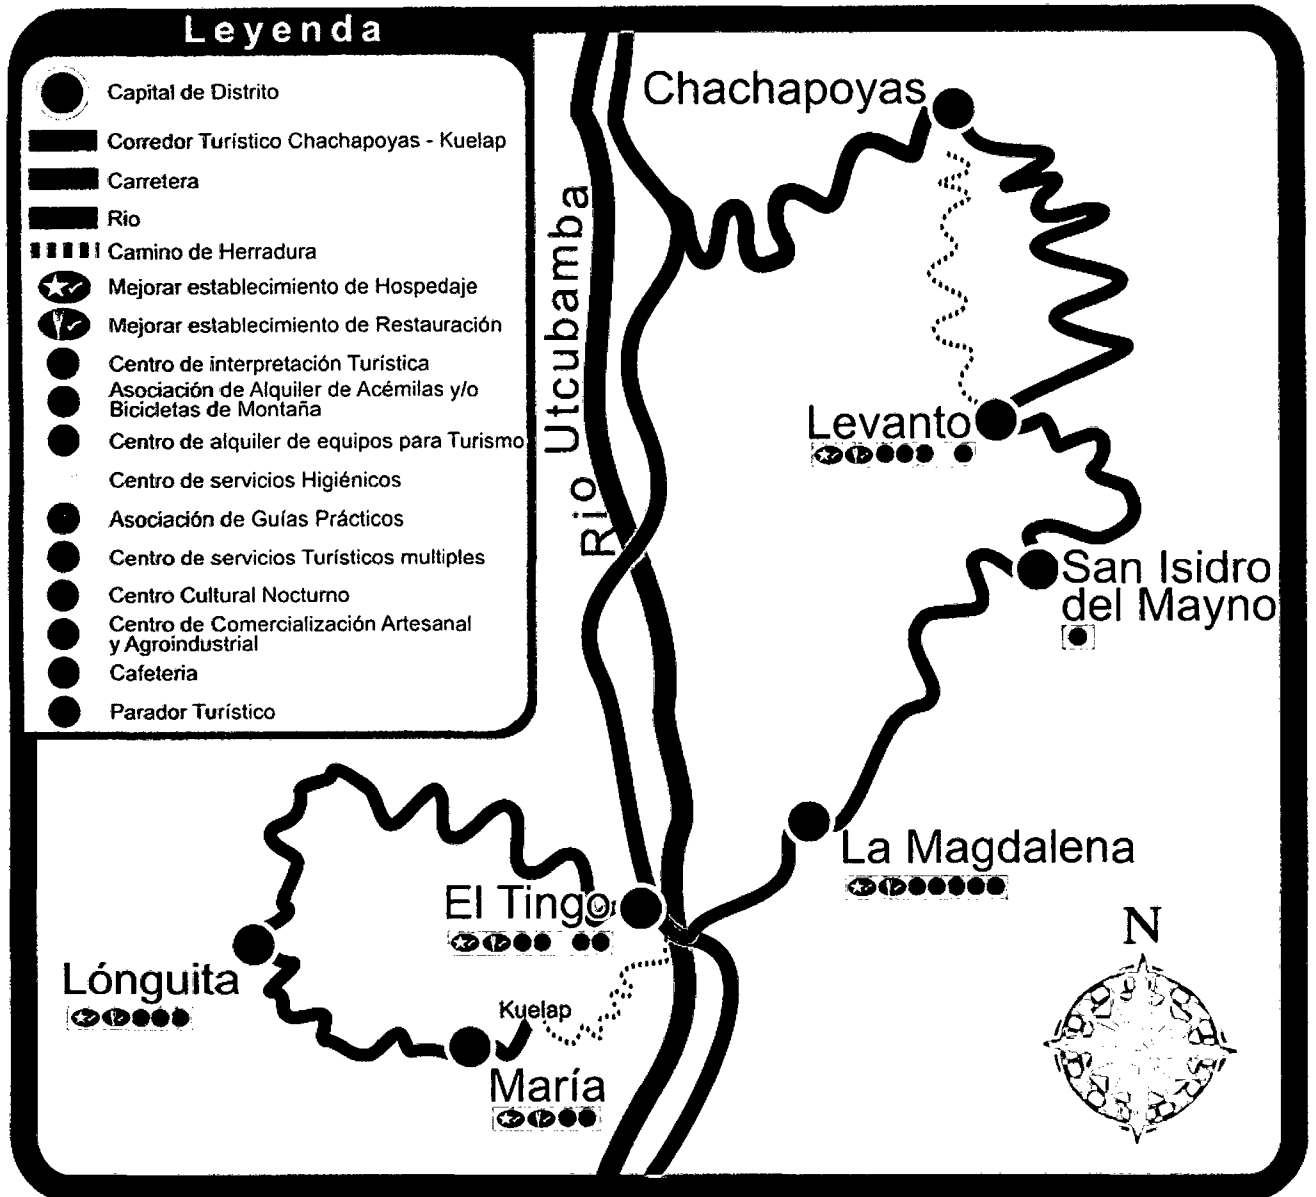 Leyenda
Capital de Distrito
Corredor Turístico Chachapoyas - Kuelap
Carretera
Rio
Camino de Herradura
Mejorar establecimiento de Hospedaje
Mejorar establecimiento de Restauración
Centro de interpretación Turística
Asociación de Alquiler de Acémilas y/o
Bicicletas de Montaña
Centro de alquiler de equipos para Turismo
Centro de servicios Higiénicos
Asociación de Guías Prácticos
Centro de servicios Turísticos multiples
Centro Cultural Nocturno
Centro de Comercialización Artesanal
y Agroindustrial
Cafeteria
Parador Turístico
Chachapoyas
Rio Utcubamba
Levanto
San Isidro
del Mayno
La Magdalena
El Tingo
Lónguita
Kuelap
María
N